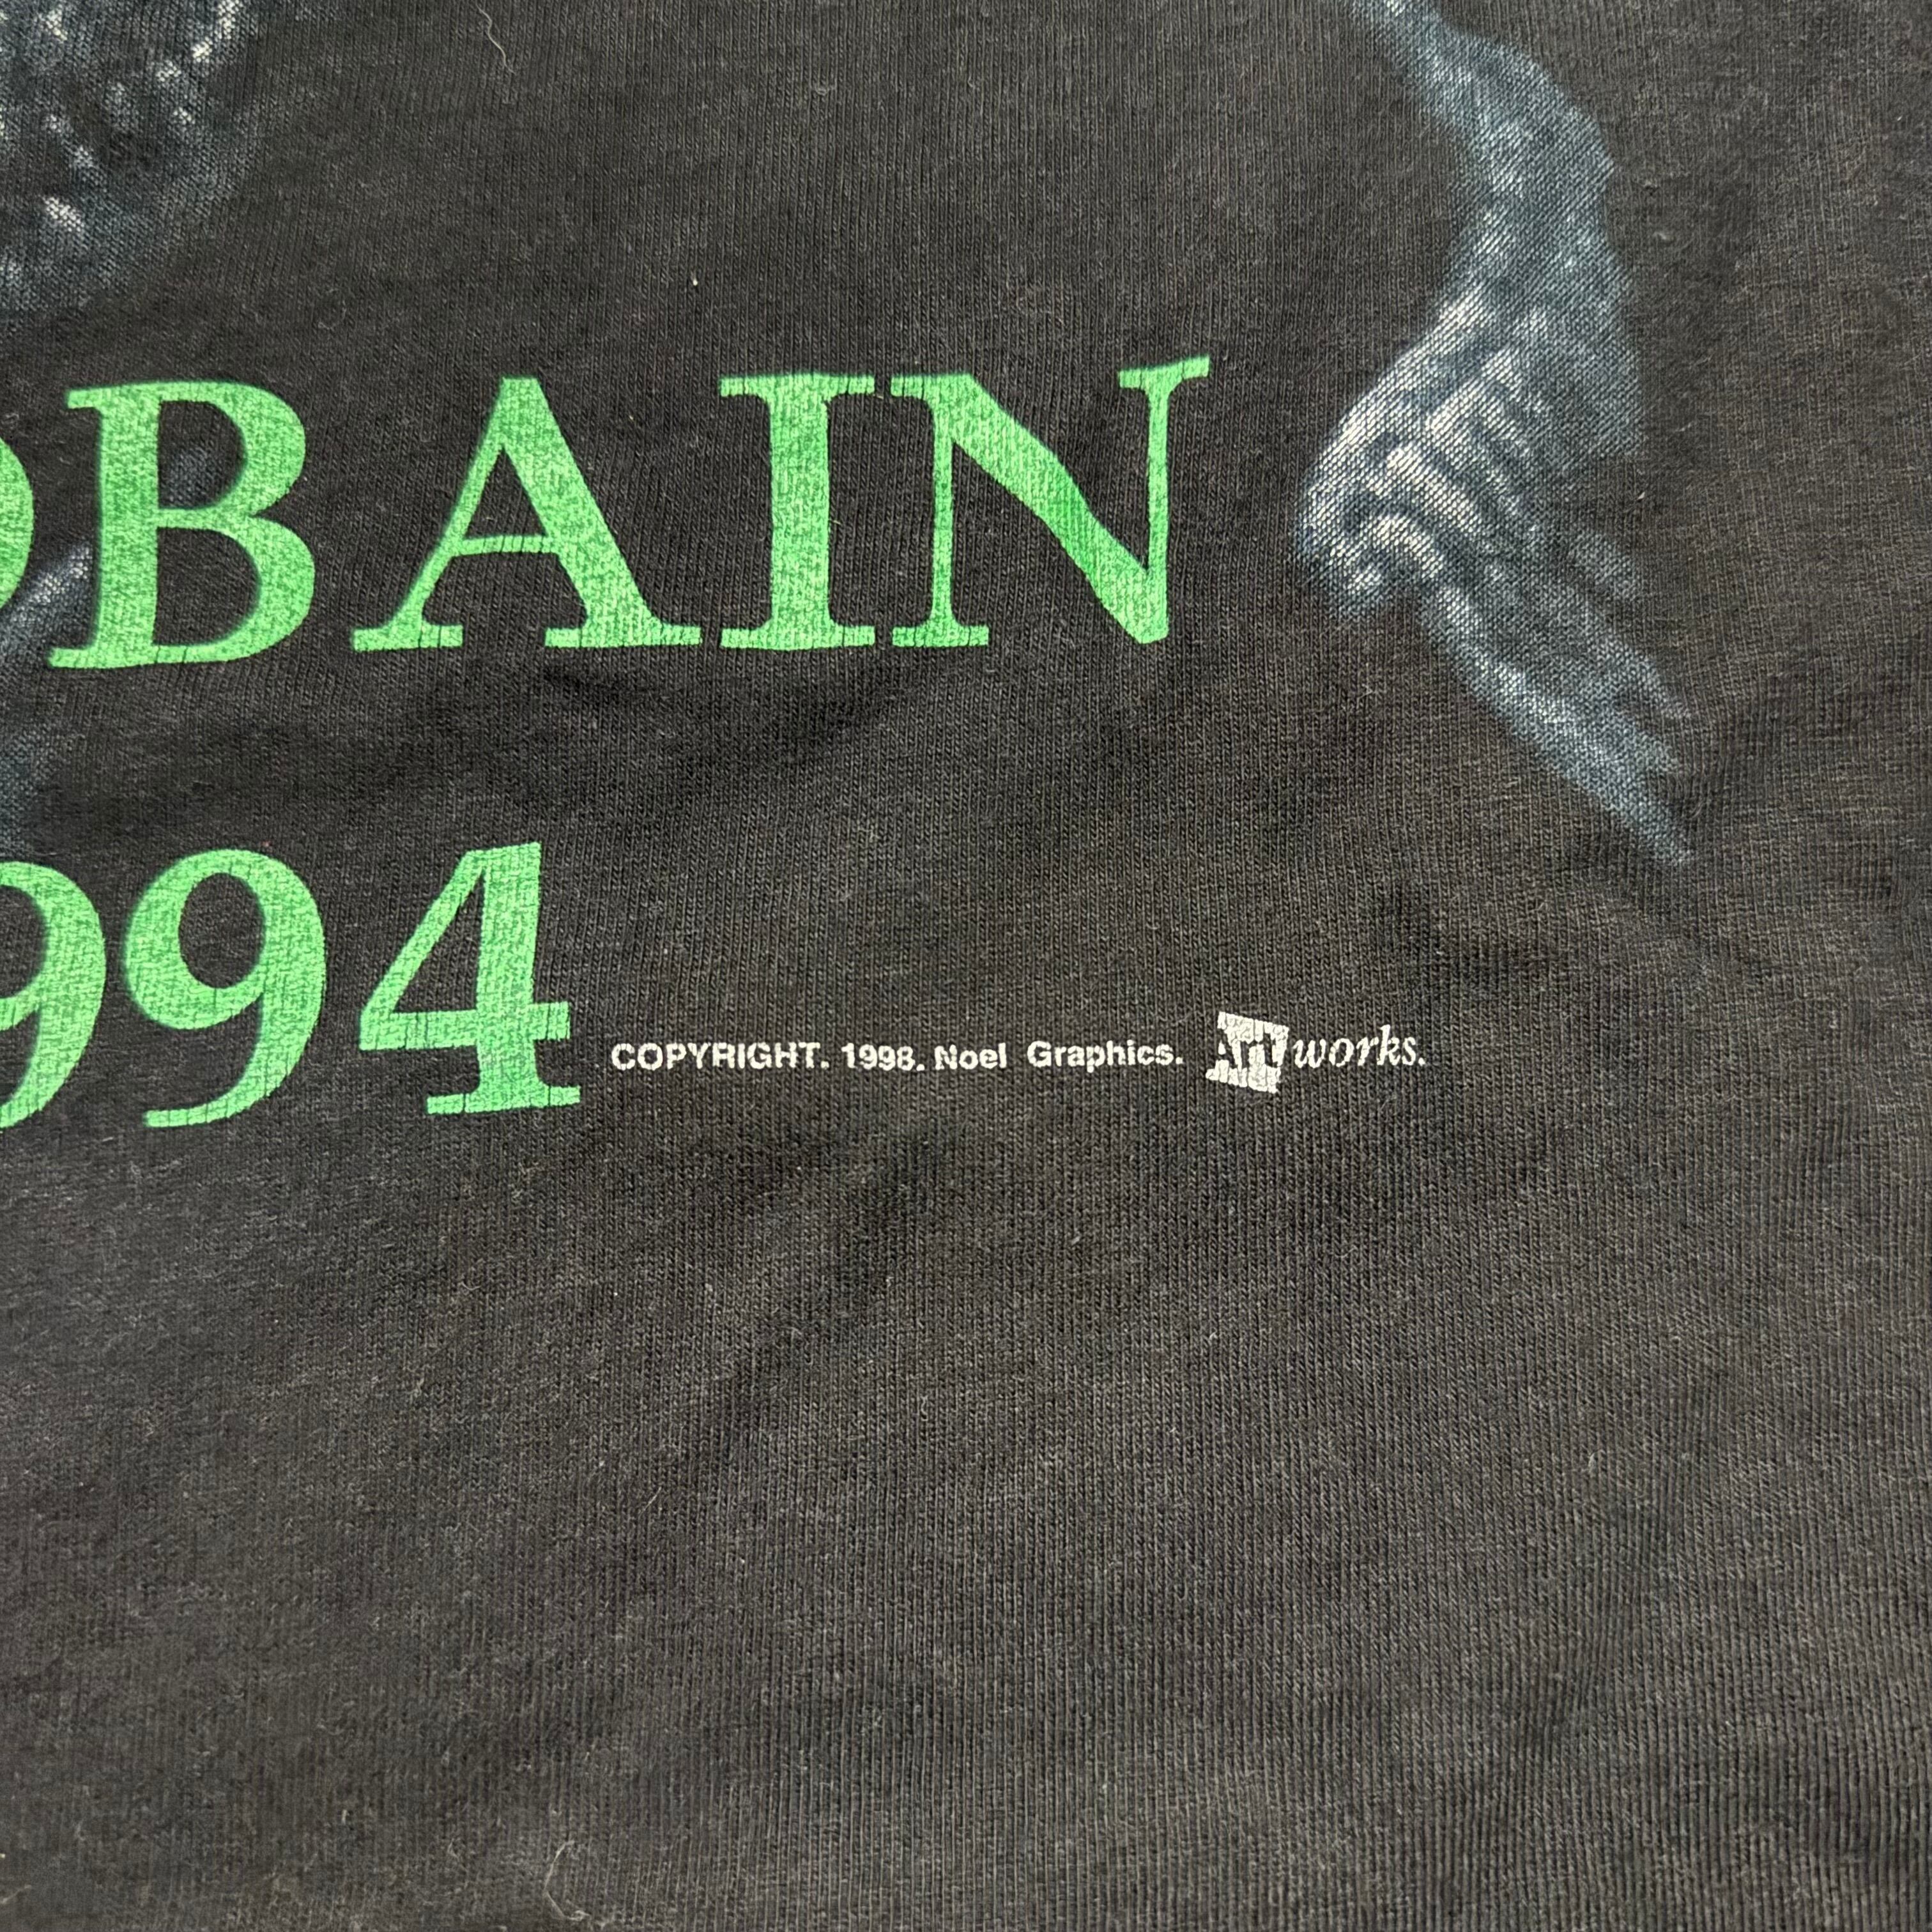 OBAIN
994
COPYRIGHT. 1998. Noel Graphics. Artworks.